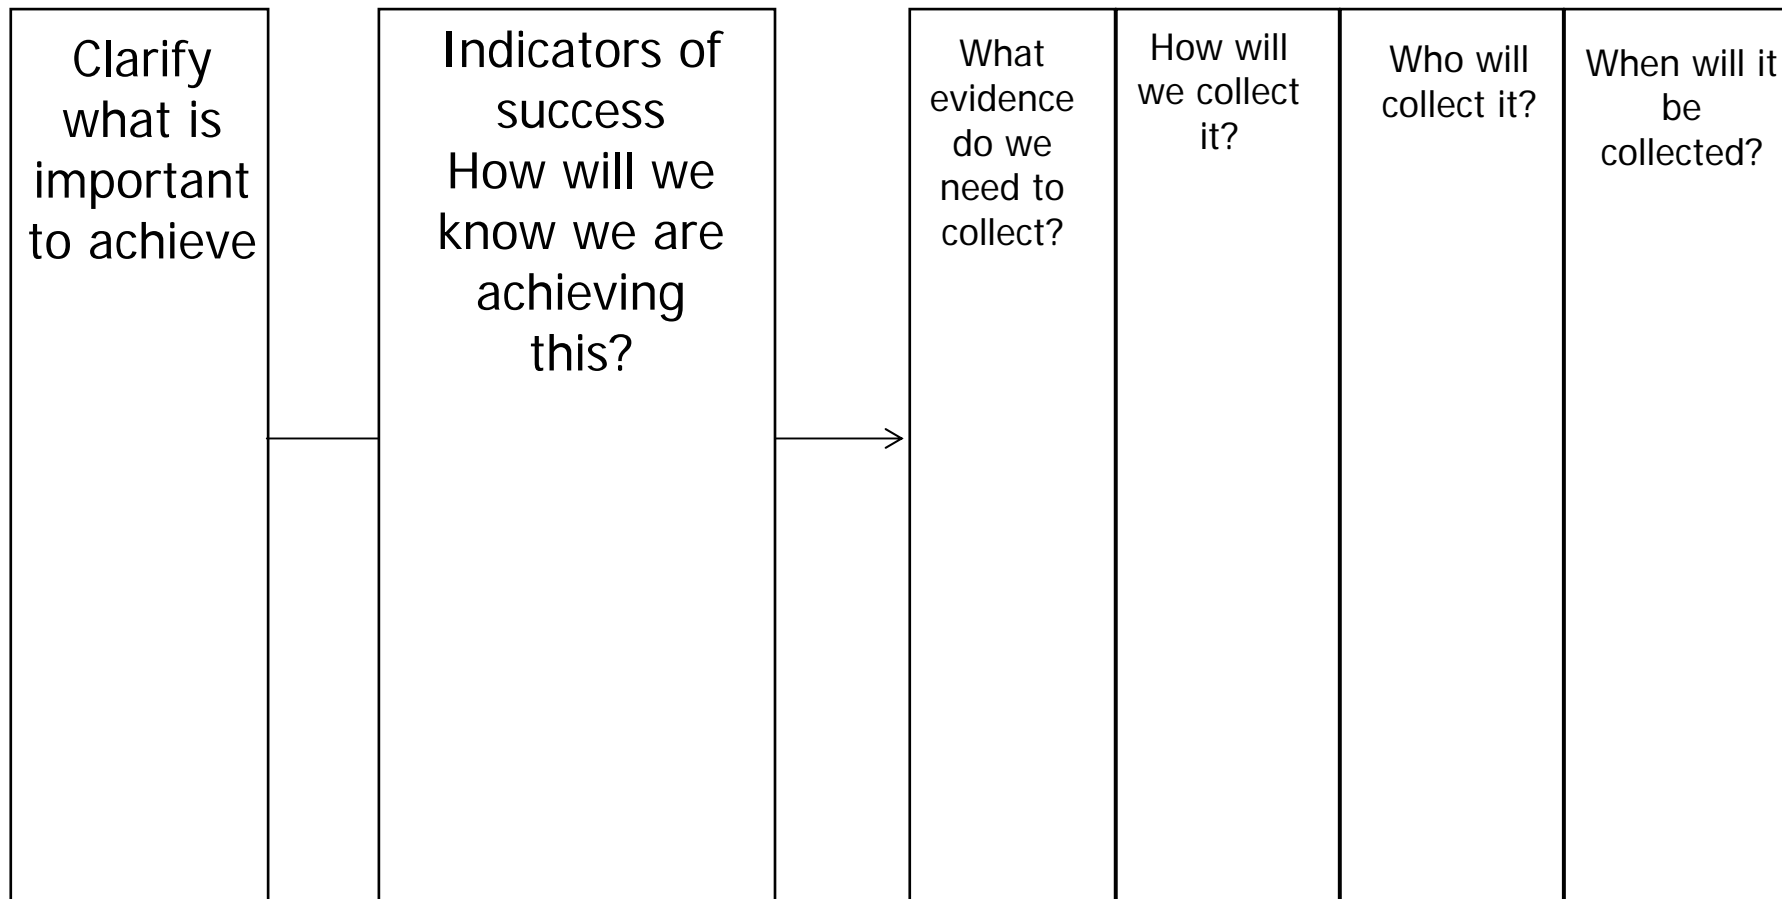 Clarify
what is
important
to achieve
Indicators of
success
How will we
know we are
achieving
this?
What
evidence
do we
need to
collect?
How will
we collect
it?
Who will
collect it?
When will it
be
collected?